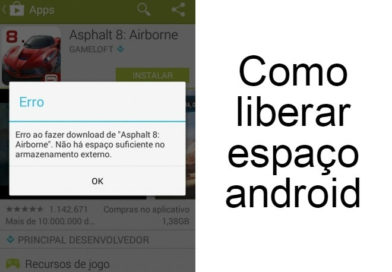 Apps
8.
Asphalt 8: Airborne
GAMELOFT
INSTALAR
Erro
Erro ao fazer download de "Asphalt 8:
Airborne". Não há espaço suficiente no
armazenamento externo.
OK
1.142,671
Compras no aplicativo
Mais de 10.000.000 d...
1,38GB
PRINCIPAL DESENVOLVEDOR
Recursos de jogo
Como
liberar
espaço
android